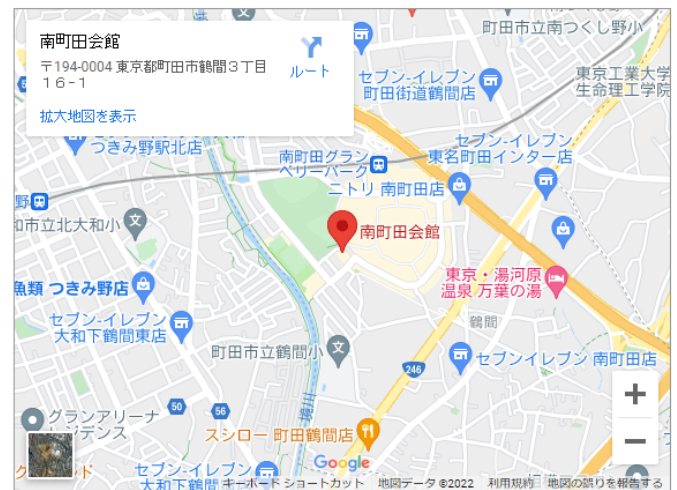 南町田会館
〒194-0004 東京都町田市鶴間3丁目
16−1
ルート
拡大地図を表示
町田市立南つくし野小
セブン-イレブン
町田街道鶴間店
東京工業大学
生命理工学院
つきみ野駅北店
セブン-イレブン
東名町田インター店
南町田グラン
ベリーパーク
ニトリ 南町田店
和市立北大和小
南町田会館
魚類 つきみ野店
東京・湯河原
温泉 万葉の湯
セブン-イレブン
大和下鶴間東店
鶴間
町田市立鶴間小
セブンイレブン 南町田店
246
境川
50
56
グランアリーナ
レジデンス
スシロー 町田鶴間店
セブン-イレブン
大和下鶴間
Google
キーボード ショートカット
地図データ ©2022
利用規約
地図の誤りを報告する
+
−